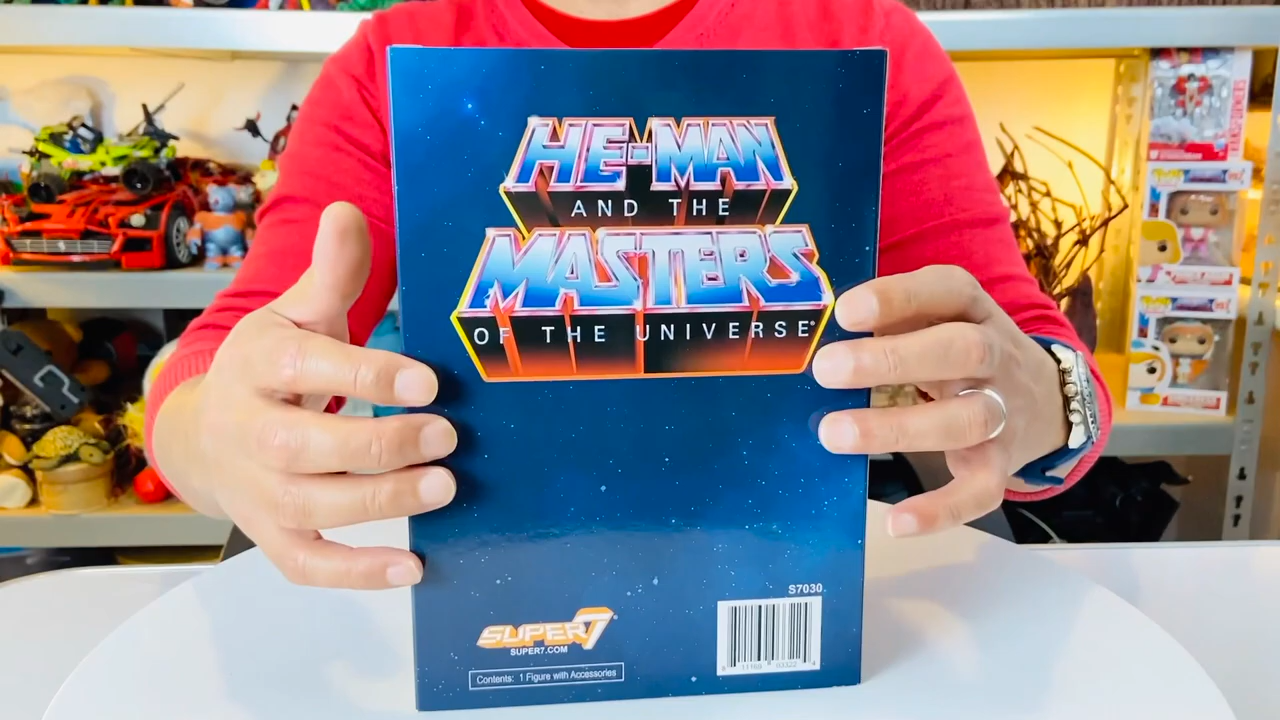 HE-MAN
AND THE
MASTERS
OF THE UNIVERSE
S7030
SUPER7
SUPER7.COM
Contents: 1 Figure with Accessories